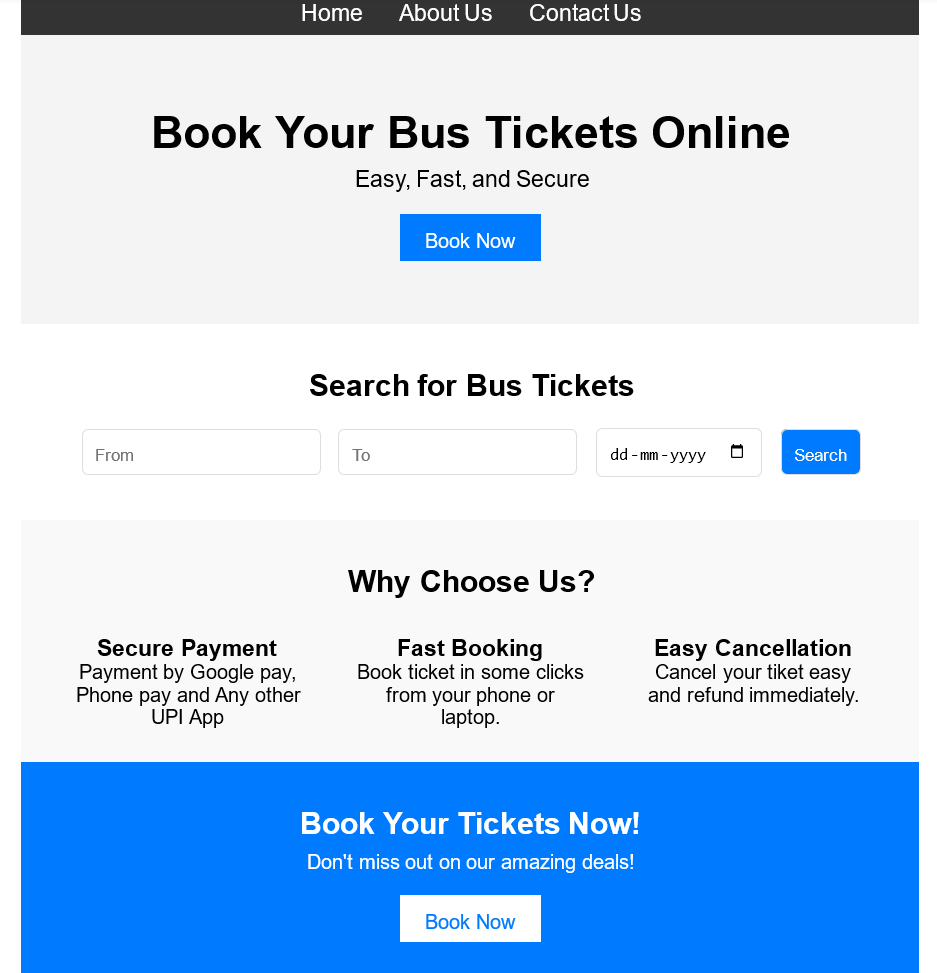 Home About Us Contact Us
Book Your Bus Tickets Online
Easy, Fast, and Secure
Book Now
Search for Bus Tickets
From To dd-mm-yyyy Search
Why Choose Us?
Secure Payment
Payment by Google pay,
Phone pay and Any other
UPI App
Fast Booking
Book ticket in some clicks
from your phone or
laptop.
Easy Cancellation
Cancel your tiket easy
and refund immediately.
Book Your Tickets Now!
Don't miss out on our amazing deals!
Book Now